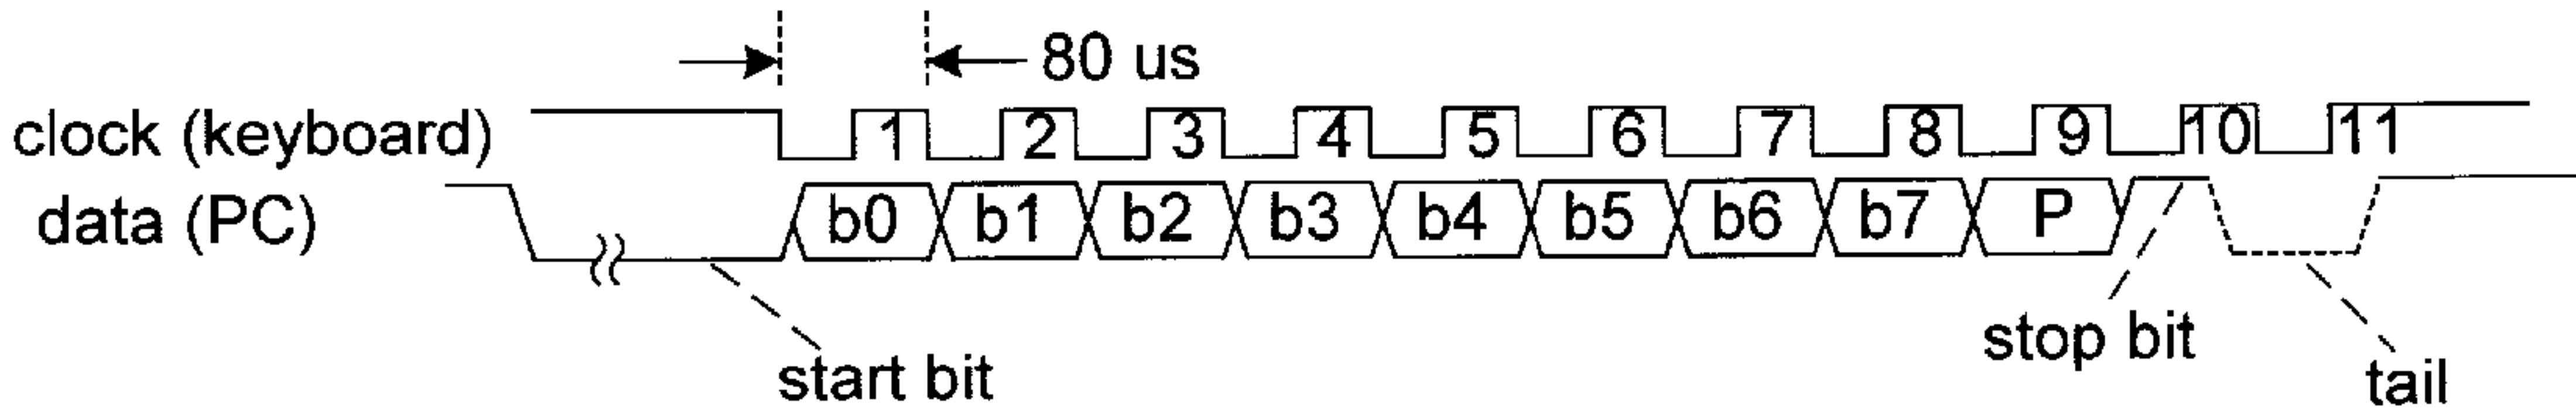 80 us
clock (keyboard) 1 2 3 4 5 6 7 8 9 10 11
data (PC) b0 b1 b2 b3 b4 b5 b6 b7 P
start bit
stop bit
tail